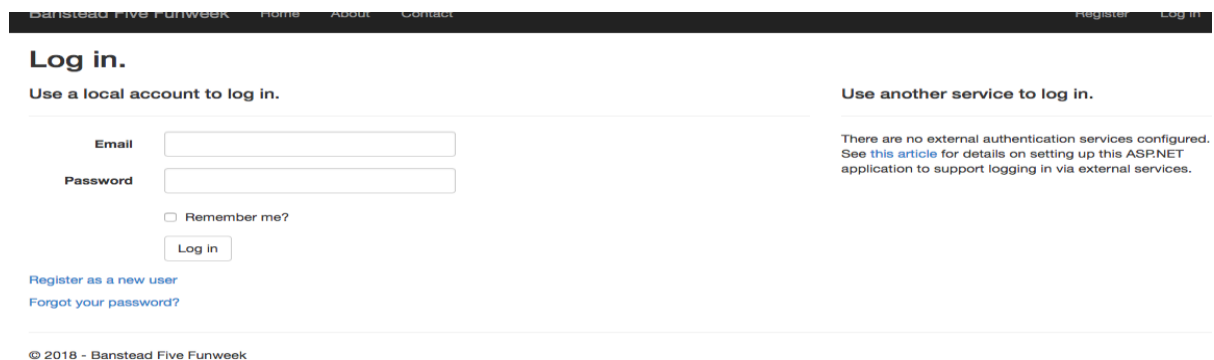 Banstead Five Funweek Home About Contact Register Log in
Log in.
Use a local account to log in.
Use another service to log in.
Email
Password
Remember me?
Log in
Register as a new user
Forgot your password?
There are no external authentication services configured.
See this article for details on setting up this ASP.NET
application to support logging in via external services.
© 2018 - Banstead Five Funweek